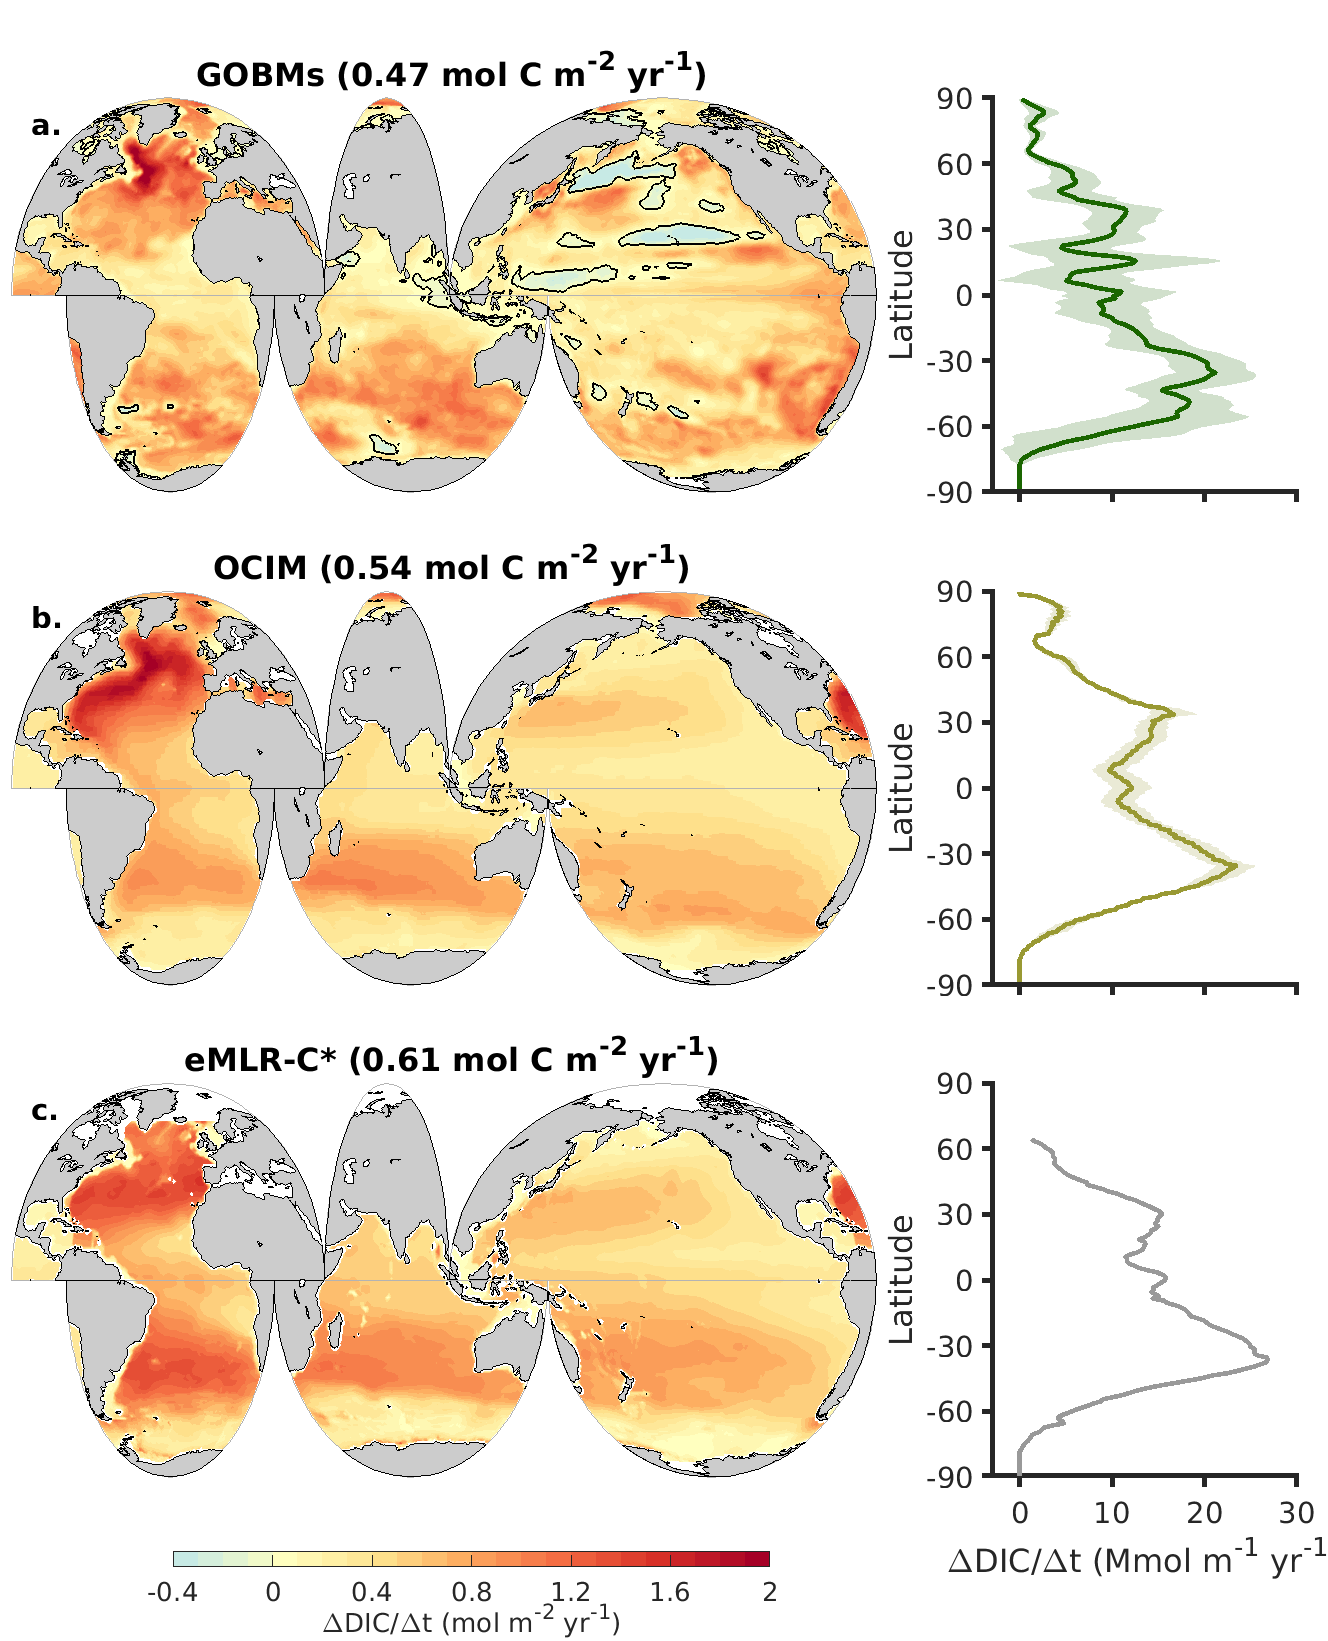 GOBMs (0.47 mol C m-2 yr-1)
a.
90
60
30
0
-30
-60
-90
Latitude
OCIM (0.54 mol C m-2 yr-1)
b.
90
60
30
0
-30
-60
-90
Latitude
eMLR-C* (0.61 mol C m-2 yr-1)
c.
90
60
30
0
-30
-60
-90
Latitude
0 10 20 30
ΔDIC/Δt (Mmol m-1 yr-1
-0.4 0 0.4 0.8 1.2 1.6 2
ΔDIC/Δt (mol m-2 yr-1)